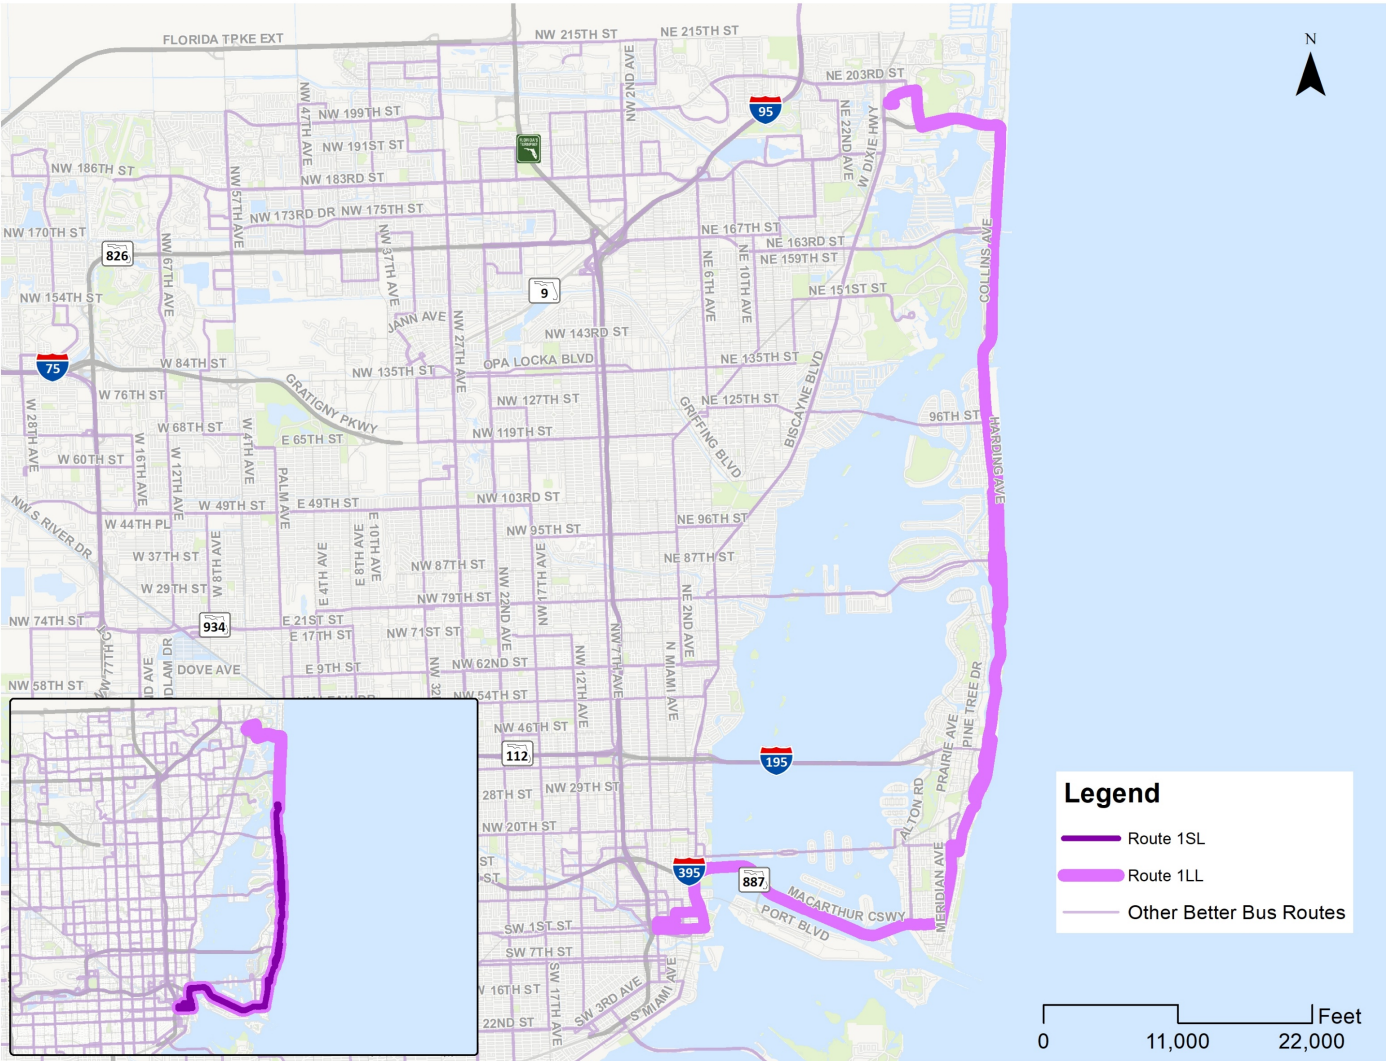 FLORIDA TPKE EXT
NW 215TH ST
NE 215TH ST
N
NW 2ND AVE
NE 203RD ST
95
NW 47TH AVE
NW 199TH ST
NE 22ND AVE
W DIXIE HWY
NW 191ST ST
NW 186TH ST
NW 57TH AVE
NW 183RD ST
NW 173RD DR
NW 175TH ST
NW 170TH ST
826
NW 67TH AVE
NW 37TH AVE
NE 167TH ST
NE 163RD ST
NE 159TH ST
COLLINS AVE
NE 6TH AVE
NE 10TH AVE
9
NE 151ST ST
NW 154TH ST
JANN AVE
NW 27TH AVE
NW 143RD ST
75
W 84TH ST
OPA LOCKA BLVD
NE 135TH ST
NW 135TH ST
BISCAYNE BLVD
GRATIGNY PKWY
W 76TH ST
NW 127TH ST
NE 125TH ST
GRIFFING BLVD
96TH ST
W 28TH AVE
W 68TH ST
W 4TH AVE
E 65TH ST
NW 119TH ST
HARDING AVE
W 60TH ST
W 16TH AVE
W 12TH AVE
PALM AVE
NW S RIVER DR
W 49TH ST
E 49TH ST
NW 103RD ST
W 44TH PL
E 8TH AVE
E 10TH AVE
NW 95TH ST
NE 96TH ST
W 37TH ST
W 8TH AVE
E 4TH AVE
NW 87TH ST
NW 17TH AVE
NE 87TH ST
W 29TH ST
NW 22ND AVE
NW 79TH ST
NE 2ND AVE
NW 74TH ST
934
E 21ST ST
E 17TH ST
NW 71ST ST
NW 77TH C
DOVE AVE
E 9TH ST
NW 62ND ST
NW 7TH AVE
N MIAMI AVE
NW 58TH ST
ND AVE
DLAM DR
NW 32
NW 54TH ST
NW 12TH AVE
PINE TREE DR
NW 46TH ST
112
195
PRAIRIE AVE
28TH ST
NW 29TH ST
ALTON RD
NW 20TH ST
ST
ST
395
887
MERIDIAN AVE
MACARTHUR CSWY
PORT BLVD
SW 1ST ST
SW 7TH ST
W 16TH ST
SW 17TH AVE
SW 3RD AVE
S MIAMI AVE
22ND ST
Legend
Route 1SL
Route 1LL
Other Better Bus Routes
Feet
0
11,000
22,000